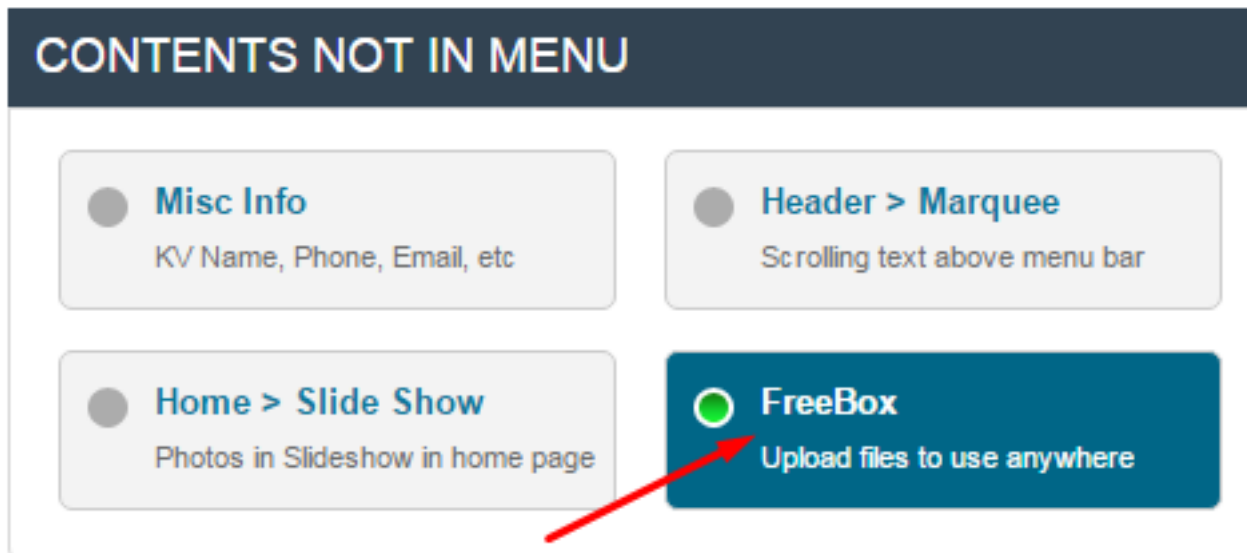 CONTENTS NOT IN MENU
Misc Info
KV Name, Phone, Email, etc
Header > Marquee
Scrolling text above menu bar
Home > Slide Show
Photos in Slideshow in home page
FreeBox
Upload files to use anywhere